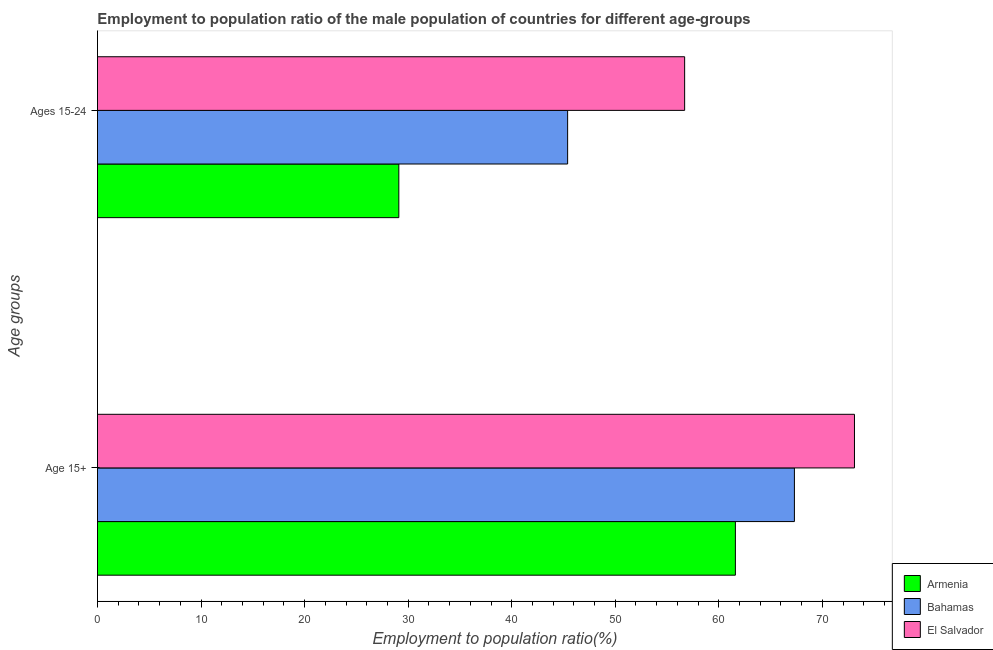 Employment to population ratio of the male population of countries for different age-groups
Ages 15-24
Age groups
Age 15+
0
10
20
30
40
50
60
70
Employment to population ratio(%)
Armenia
Bahamas
El Salvador